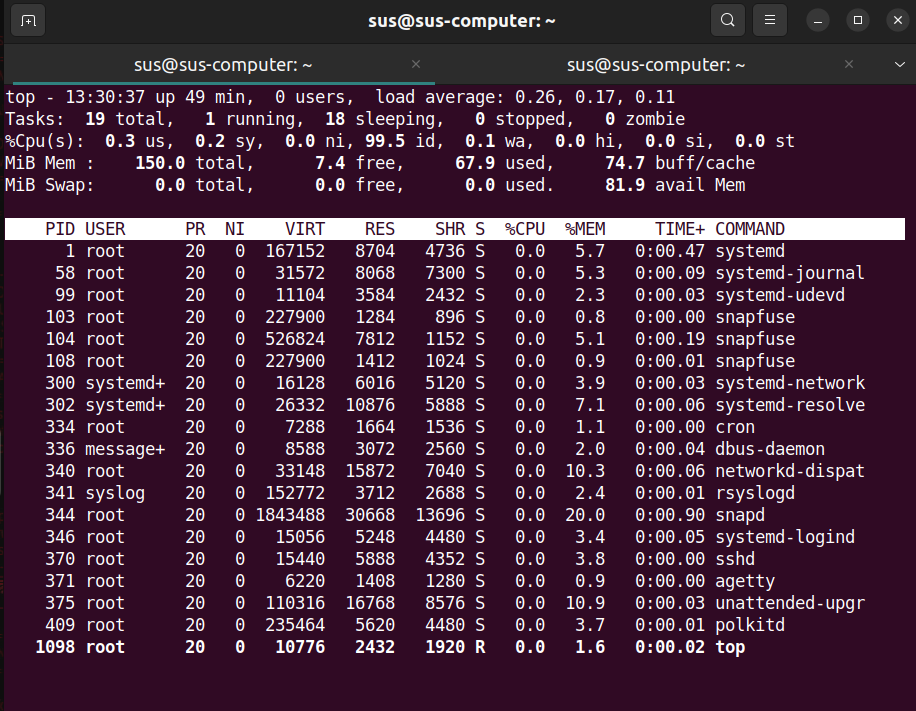 sus@sus-computer: ~
sus@sus-computer: ~ × sus@sus-computer: ~ ×
top - 13:30:37 up 49 min,  0 users,  load average: 0.26, 0.17, 0.11
Tasks:  19 total,   1 running,  18 sleeping,   0 stopped,   0 zombie
%Cpu(s):  0.3 us,  0.2 sy,  0.0 ni, 99.5 id,  0.1 wa,  0.0 hi,  0.0 si,  0.0 st
MiB Mem :    150.0 total,      7.4 free,     67.9 used,     74.7 buff/cache
MiB Swap:      0.0 total,      0.0 free,      0.0 used.     81.9 avail Mem
    PID USER      PR  NI    VIRT    RES    SHR S  %CPU  %MEM     TIME+ COMMAND
      1 root      20   0  167152   8704   4736 S   0.0   5.7   0:00.47 systemd
     58 root      20   0   31572   8068   7300 S   0.0   5.3   0:00.09 systemd-journal
     99 root      20   0   11104   3584   2432 S   0.0   2.3   0:00.03 systemd-udevd
    103 root      20   0  227900   1284    896 S   0.0   0.8   0:00.00 snapfuse
    104 root      20   0  526824   7812   1152 S   0.0   5.1   0:00.19 snapfuse
    108 root      20   0  227900   1412   1024 S   0.0   0.9   0:00.01 snapfuse
    300 systemd+  20   0   16128   6016   5120 S   0.0   3.9   0:00.03 systemd-network
    302 systemd+  20   0   26332  10876   5888 S   0.0   7.1   0:00.06 systemd-resolve
    334 root      20   0    7288   1664   1536 S   0.0   1.1   0:00.00 cron
    336 message+  20   0    8588   3072   2560 S   0.0   2.0   0:00.04 dbus-daemon
    340 root      20   0   33148  15872   7040 S   0.0  10.3   0:00.06 networkd-dispat
    341 syslog    20   0  152772   3712   2688 S   0.0   2.4   0:00.01 rsyslogd
    344 root      20   0 1843488  30668  13696 S   0.0  20.0   0:00.90 snapd
    346 root      20   0   15056   5248   4480 S   0.0   3.4   0:00.05 systemd-logind
    370 root      20   0   15440   5888   4352 S   0.0   3.8   0:00.00 sshd
    371 root      20   0    6220   1408   1280 S   0.0   0.9   0:00.00 agetty
    375 root      20   0  110316  16768   8576 S   0.0  10.9   0:00.03 unattended-upgr
    409 root      20   0  235464   5620   4480 S   0.0   3.7   0:00.01 polkitd
   1098 root      20   0   10776   2432   1920 R   0.0   1.6   0:00.02 top